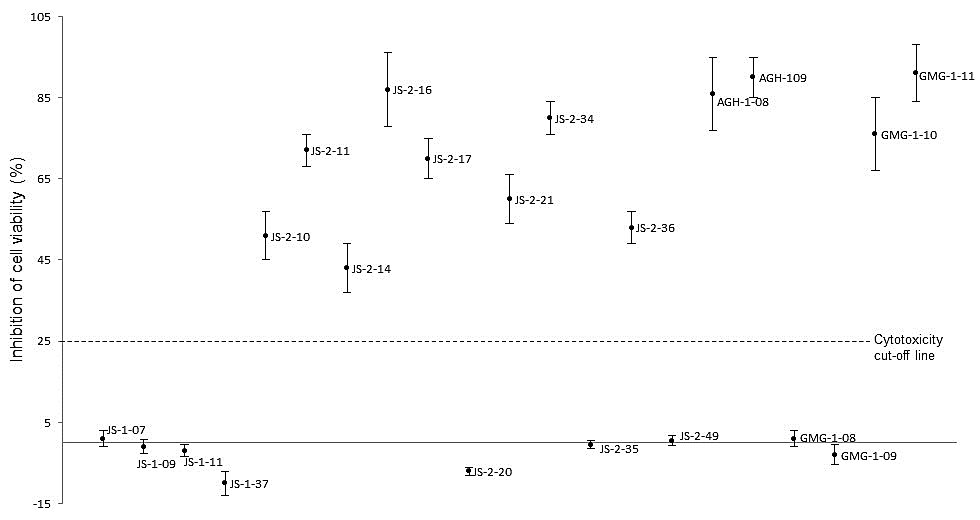 105
85
65
45
25
5
-15
Inhibition of cell viability (%)
JS-1-07
JS-1-09
JS-1-11
JS-1-37
JS-2-10
JS-2-11
JS-2-14
JS-2-16
JS-2-17
JS-2-20
JS-2-21
JS-2-34
JS-2-35
JS-2-36
JS-2-49
AGH-1-08
AGH-109
GMG-1-08
GMG-1-09
GMG-1-10
GMG-1-11
Cytotoxicity
cut-off line